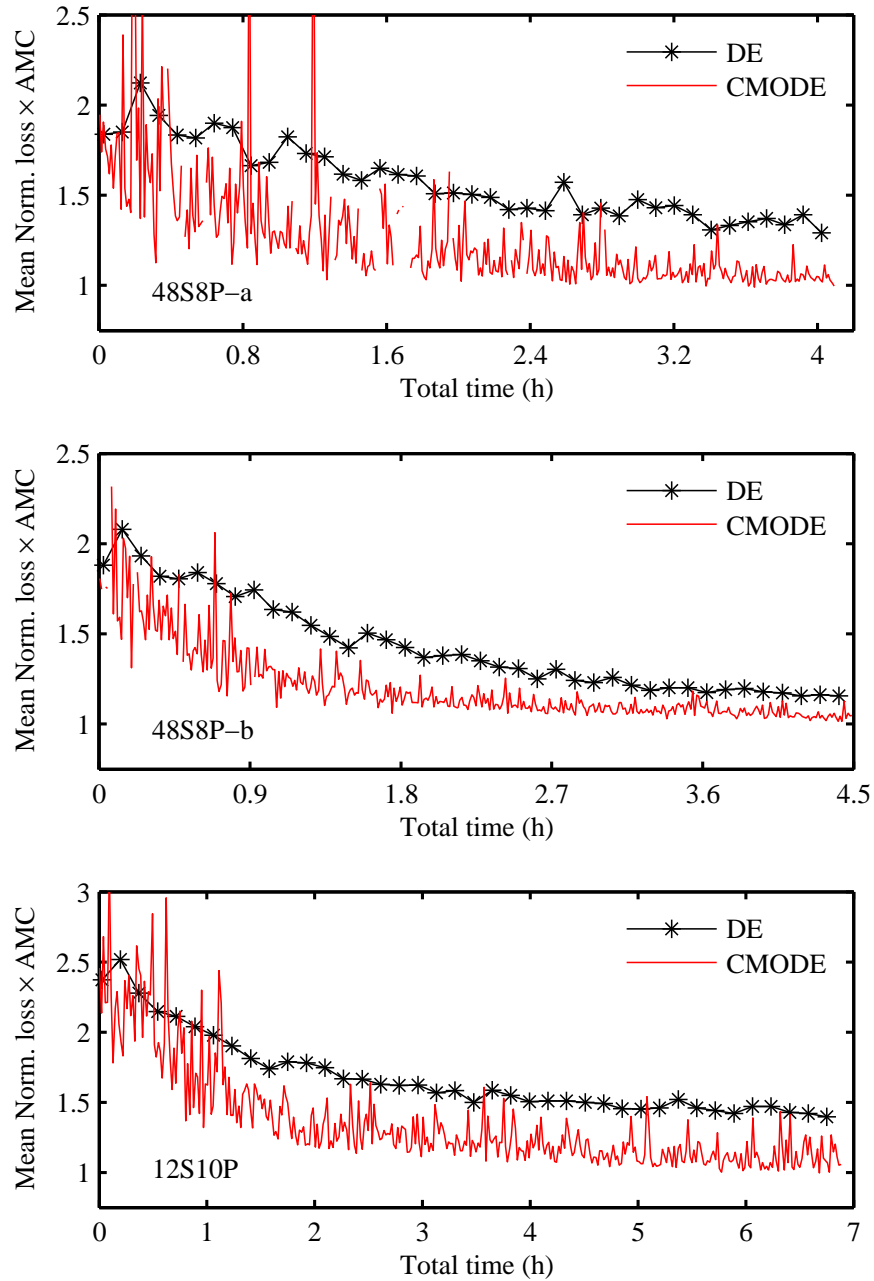 2.5
2
1.5
1
Mean Norm. loss × AMC
DE
CMODE
48S8P−a
0
0.8
1.6
2.4
3.2
4
Total time (h)
2.5
2
1.5
1
Mean Norm. loss × AMC
DE
CMODE
48S8P−b
0
0.9
1.8
2.7
3.6
4.5
Total time (h)
3
2.5
2
1.5
1
Mean Norm. loss × AMC
DE
CMODE
12S10P
0
1
2
3
4
5
6
7
Total time (h)